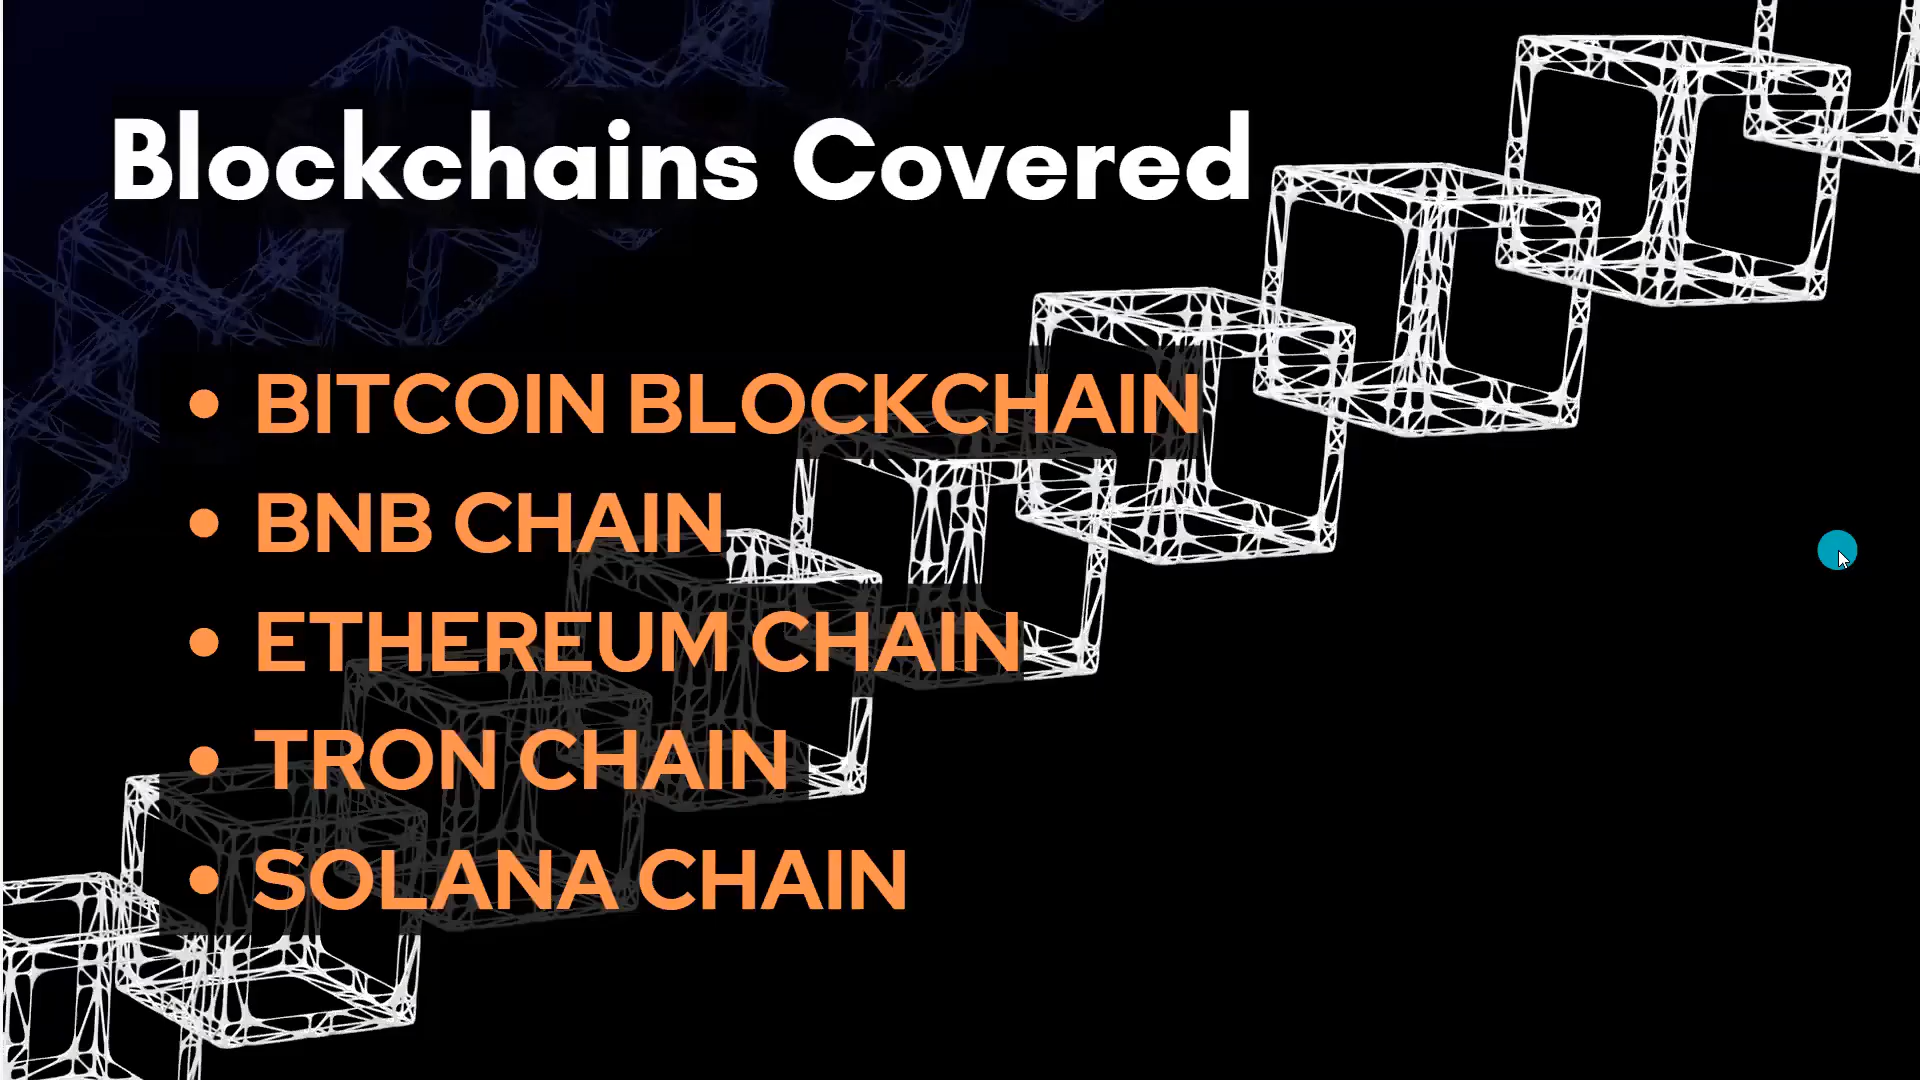 Blockchains Covered
• BITCOIN BLOCKCHAIN
• BNB CHAIN
• ETHEREUM CHAIN
• TRON CHAIN
• SOLANA CHAIN